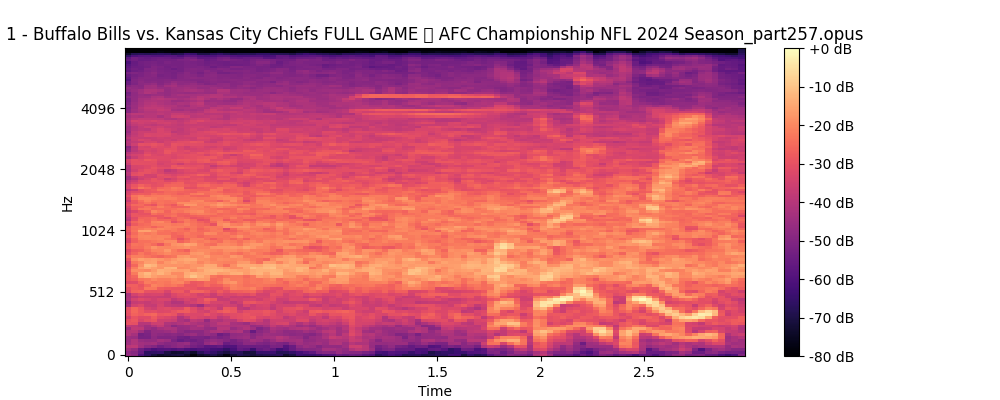 1 - Buffalo Bills vs. Kansas City Chiefs FULL GAME ▯ AFC Championship NFL 2024 Season_part257.opus
+0 dB
4096
-10 dB
-20 dB
2048
-30 dB
Hz
-40 dB
1024
-50 dB
512
-60 dB
-70 dB
0
-80 dB
0 0.5 1 1.5 2 2.5
Time